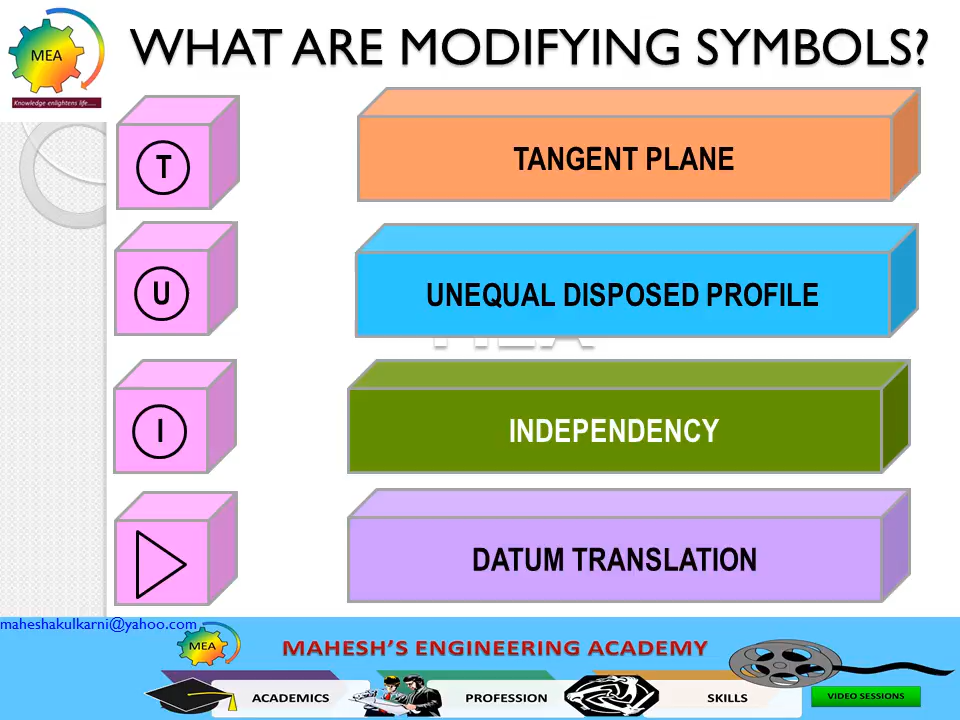 MEA
Knowledge enlightens life....
WHAT ARE MODIFYING SYMBOLS?
T
TANGENT PLANE
U
UNEQUAL DISPOSED PROFILE
MEA
I
INDEPENDENCY
DATUM TRANSLATION
maheshakulkarni@yahoo.com
MEA
MAHESH'S ENGINEERING ACADEMY
ACADEMICS
PROFESSION
SKILLS
VIDEO SESSIONS